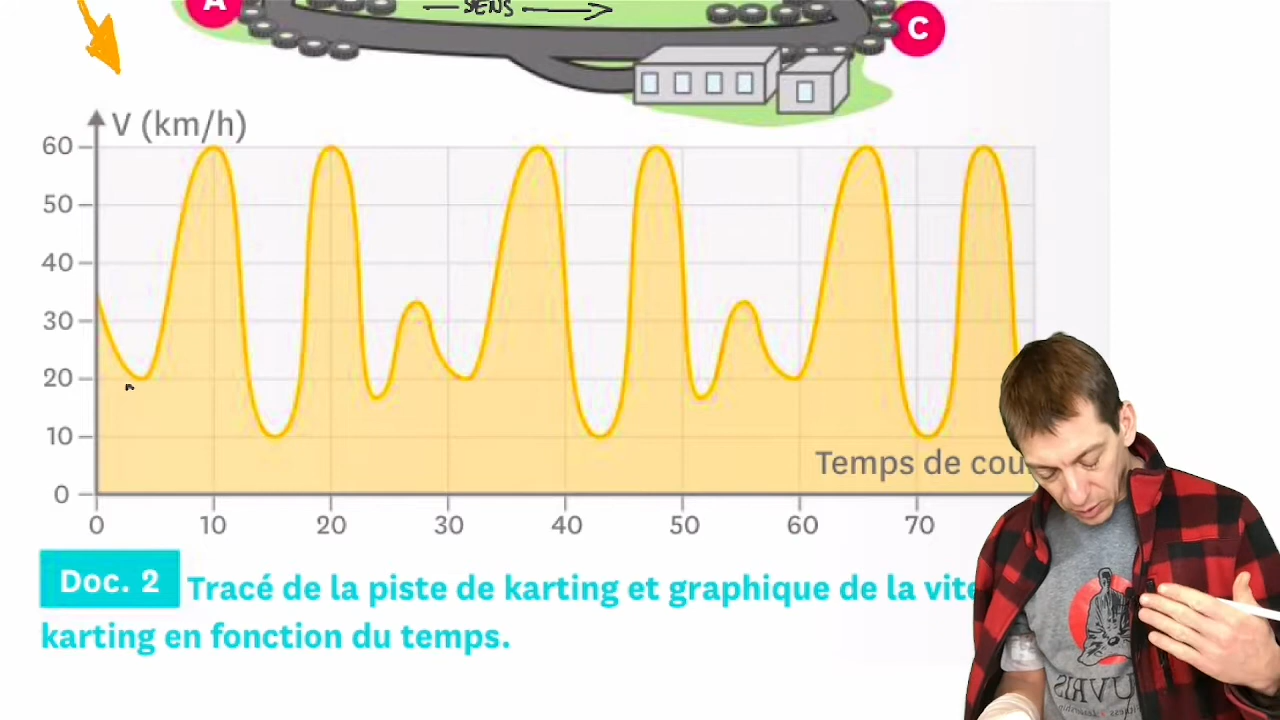 A
SENS
C
V (km/h)
60
50
40
30
20
10
0
Temps de cou
0 10 20 30 40 50 60 70
Doc. 2 Tracé de la piste de karting et graphique de la vite
karting en fonction du temps.
UVRIS